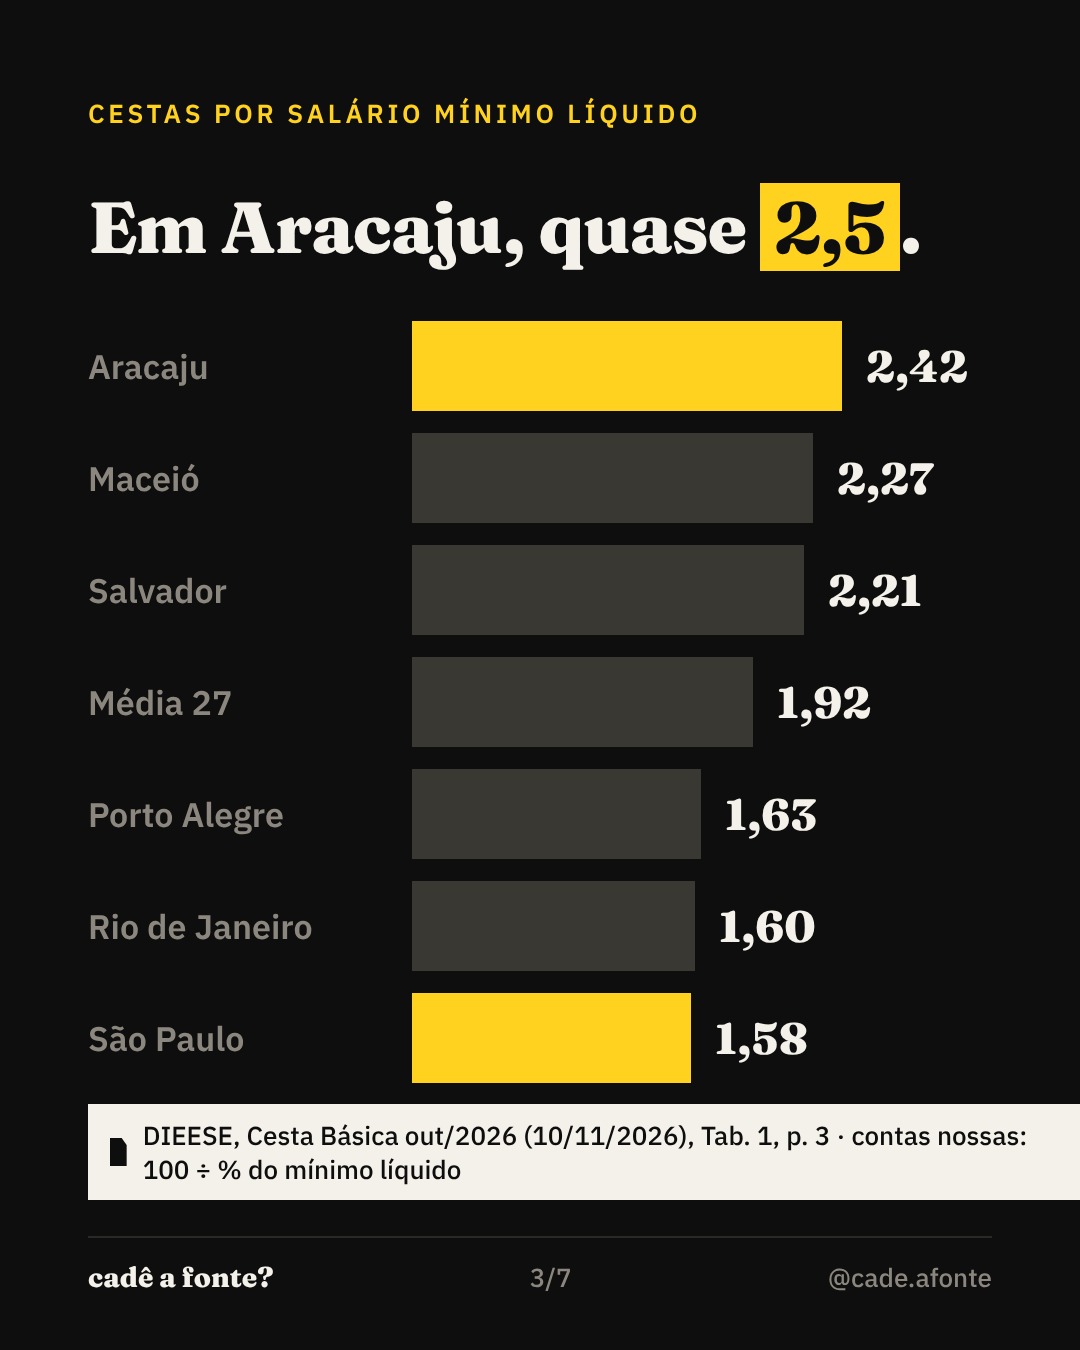 CESTAS POR SALÁRIO MÍNIMO LÍQUIDO
Em Aracaju, quase 2,5.
Aracaju 2,42
Maceió 2,27
Salvador 2,21
Média 27 1,92
Porto Alegre 1,63
Rio de Janeiro 1,60
São Paulo 1,58
DIEESE, Cesta Básica out/2026 (10/11/2026), Tab. 1, p. 3 · contas nossas:
100 ÷ % do mínimo líquido
cadê a fonte? 3/7 @cade.afonte